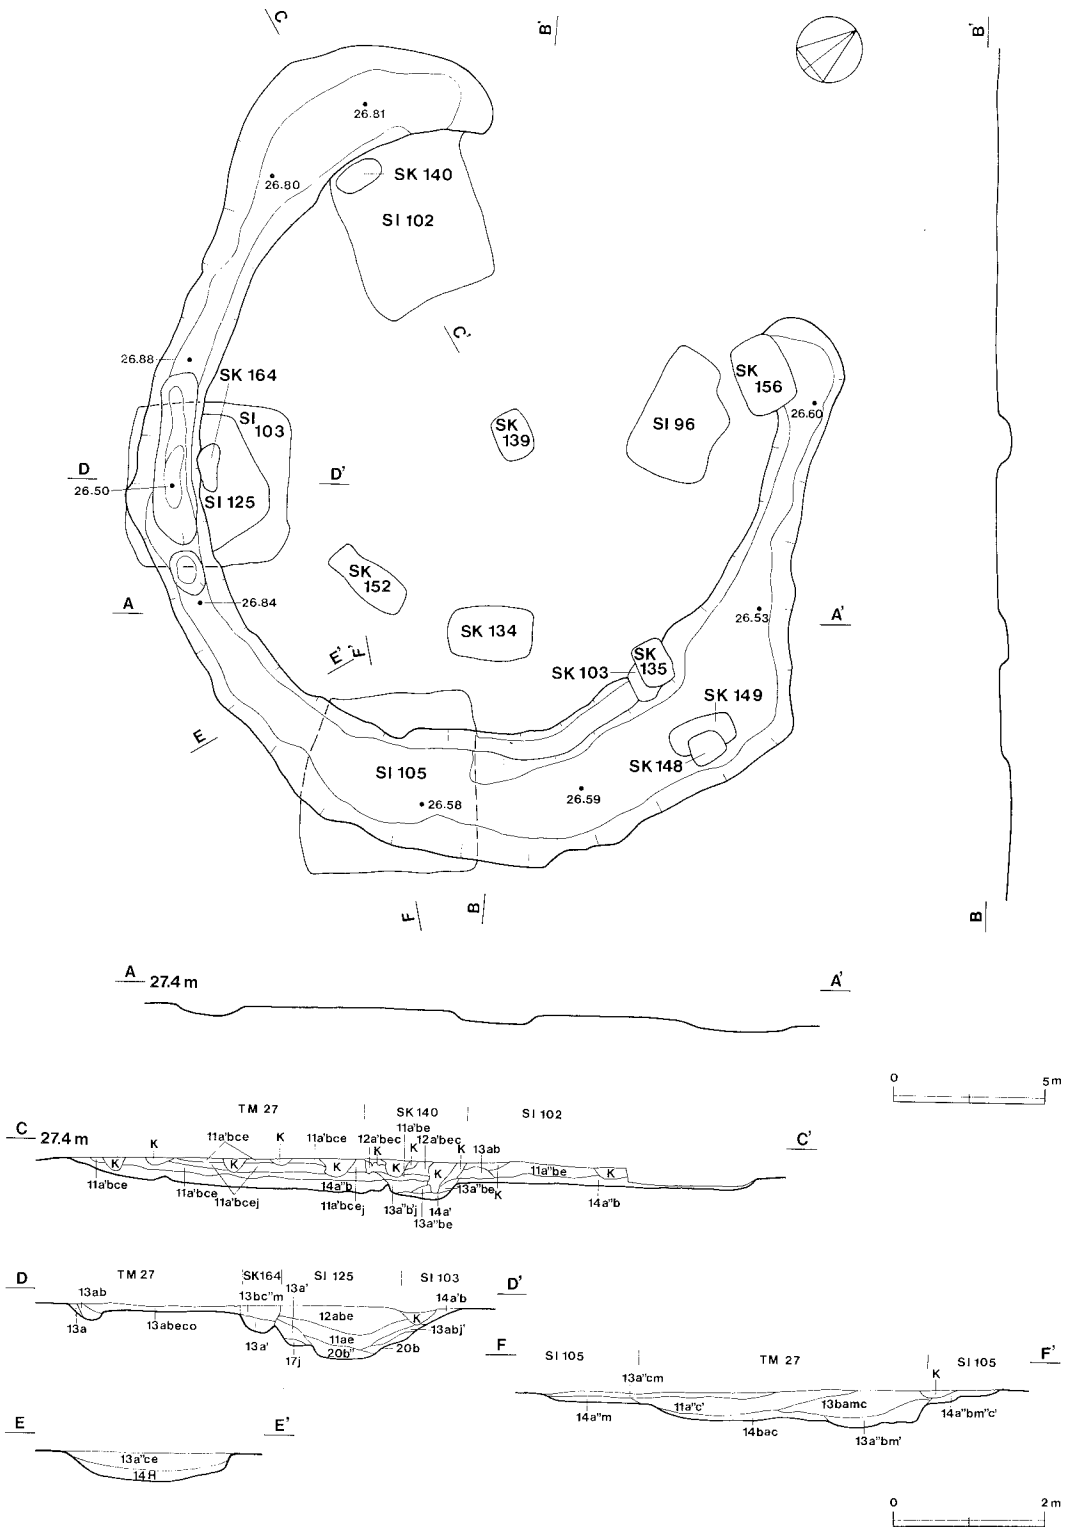 C
B'
B'
26.81
26.80
SK 140
SI 102
C'
26.88
SK 164
SI 103
SK 156
26.60
SI 96
SK 139
D
D'
26.50
SI 125
SK 152
A
26.84
26.53
A'
SK 134
E'
F'
SK 103
SK 135
SK 149
E
SI 105
SK 148
26.58
26.59
F
B
B
A 27.4 m
A'
0 5 m
TM 27 SK 140 SI 102
11a'be
C 27.4 m
K 11a'bce K 11a'bce 12a'bec K K 12a'bec K 13ab
C'
K K K K K 11a"be K
11a'bce 11a'bce 14a"b 13a"b'j 14a' 13a"be K 14a"b
11a'bcej 11a'bcej 13a"be
D TM 27 SK164 SI 125 SI 103 D'
13ab 13bc"m 13a' 14a'b
12abe K
13a 13abeco 13a' 11ae 13abj'
17j 20b" 20b
F SI 105 TM 27 SI 105 F'
13a"cm K
11a"c' 13bamc
14a"m 14bac 13a"bm' 14a"bm"c'
E E'
13a"ce
0 2 m